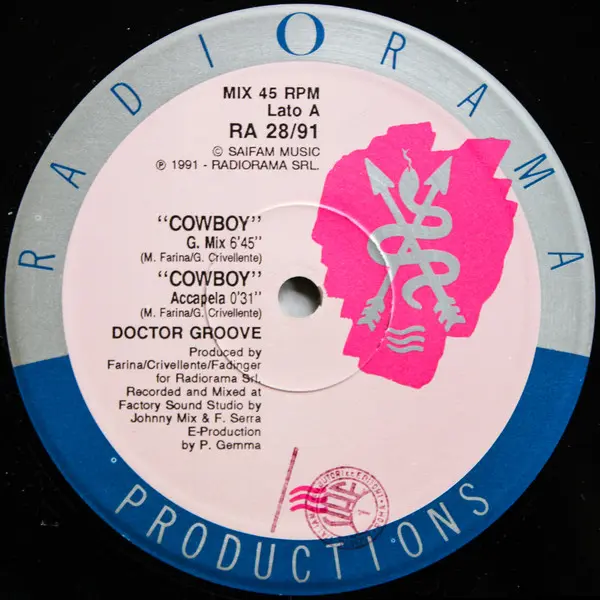 RADIORAMA
MIX 45 RPM
Lato A
RA 28/91
© SAIFAM MUSIC
℗ 1991 - RADIORAMA SRL.
"COWBOY"
G. Mix 6'45"
(M. Farina/G. Crivellente)
"COWBOY"
Accapela 0'31"
(M. Farina/G. Crivellente)
DOCTOR GROOVE
Produced by
Farina/Crivellente/Fadinger
for Radiorama Srl.
Recorded and Mixed at
Factory Sound Studio by
Johnny Mix & F. Serra
E-Production
by P. Gemma
PRODUCTIONS